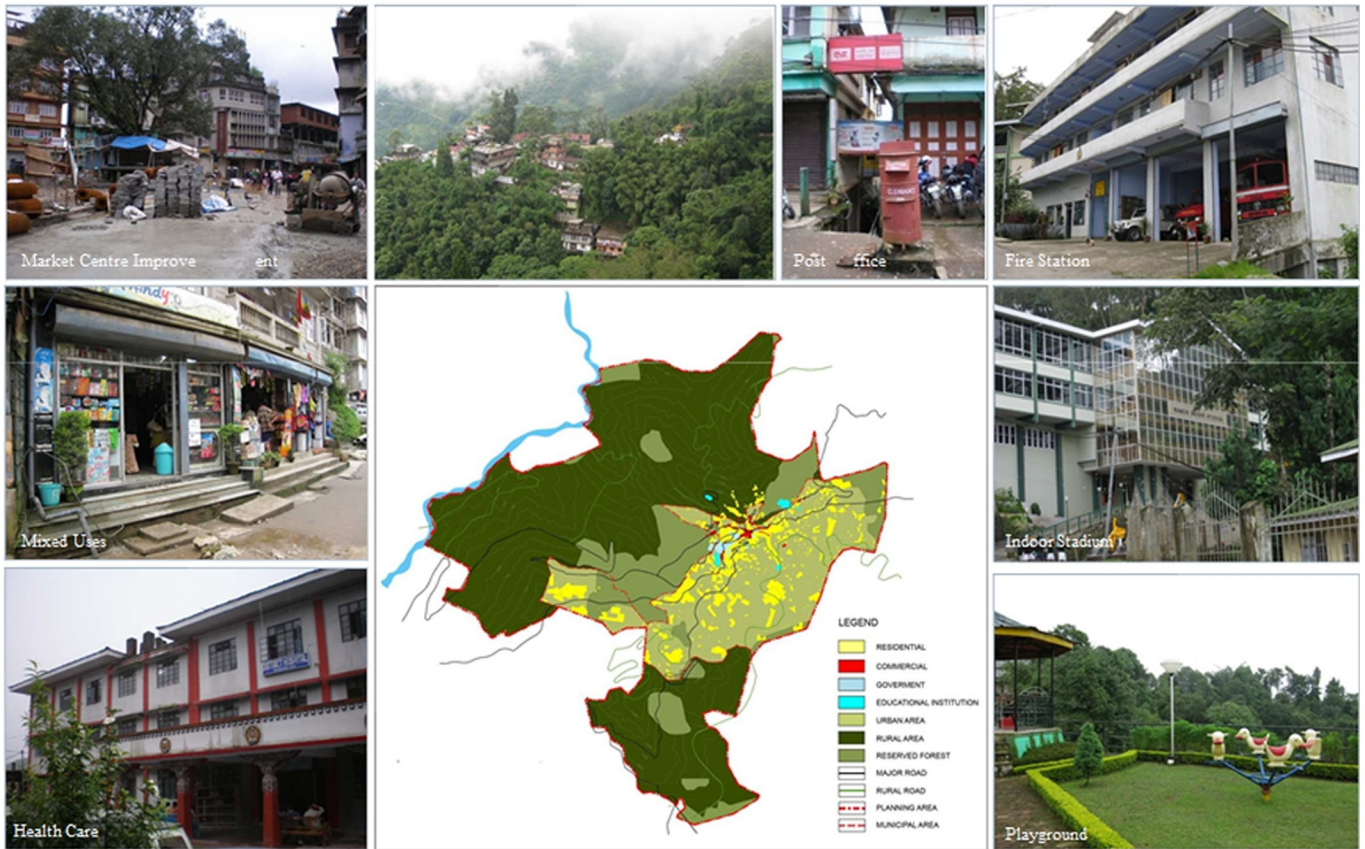 Market Centre Improve ent
Post ffice
Fire Station
Mixed Uses
Indoor Stadium
Health Care
Playground
LEGEND
RESIDENTIAL
COMMERCIAL
GOVERMENT
EDUCATIONAL INSTITUTION
URBAN AREA
RURAL AREA
RESERVED FOREST
MAJOR ROAD
RURAL ROAD
PLANNING AREA
MUNICIPAL AREA